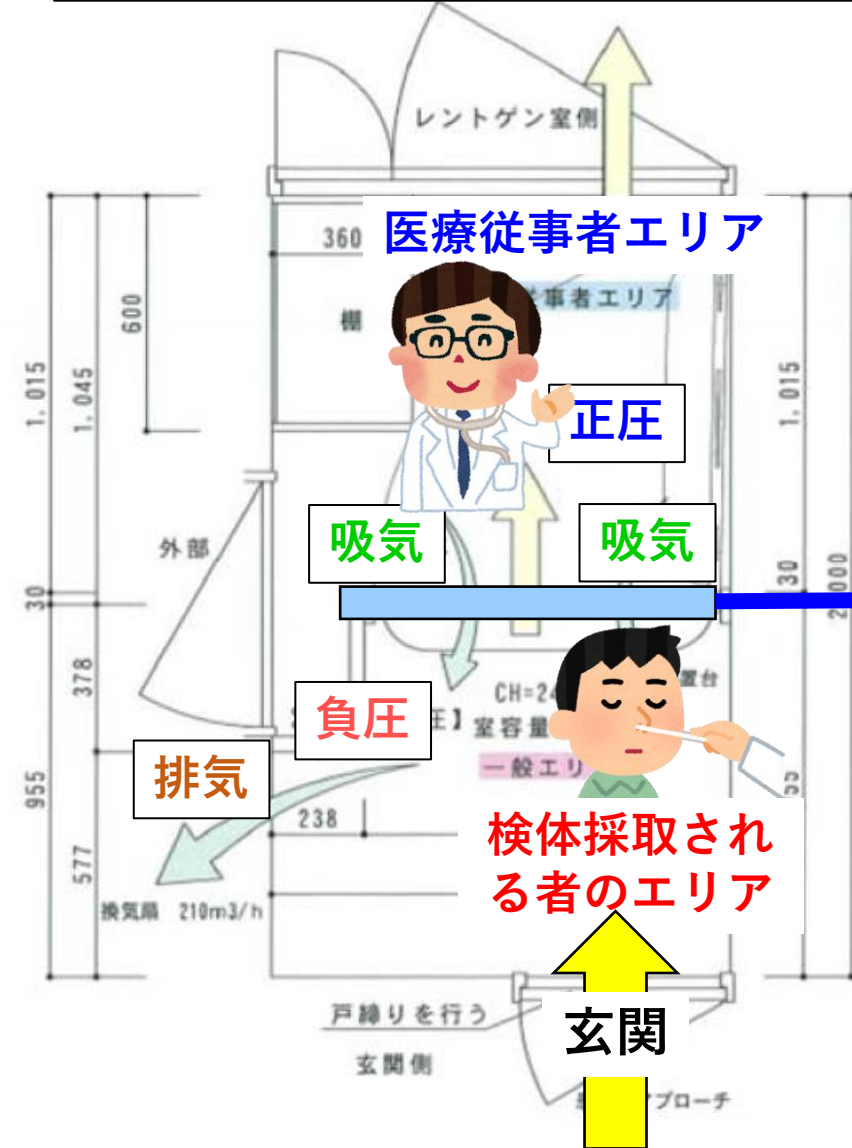 レントゲン室側
医療従事者エリア
360
事者エリア
600
棚
1.015
1.045
1.015
正圧
吸気
吸気
外部
30
30
378
CH=24
置台
負圧
圧】
室容量
一般エリ
排気
955
577
238
検体採取され
る者のエリア
換気扇 210m3/h
戸締りを行う
玄関
玄関側
プローチ